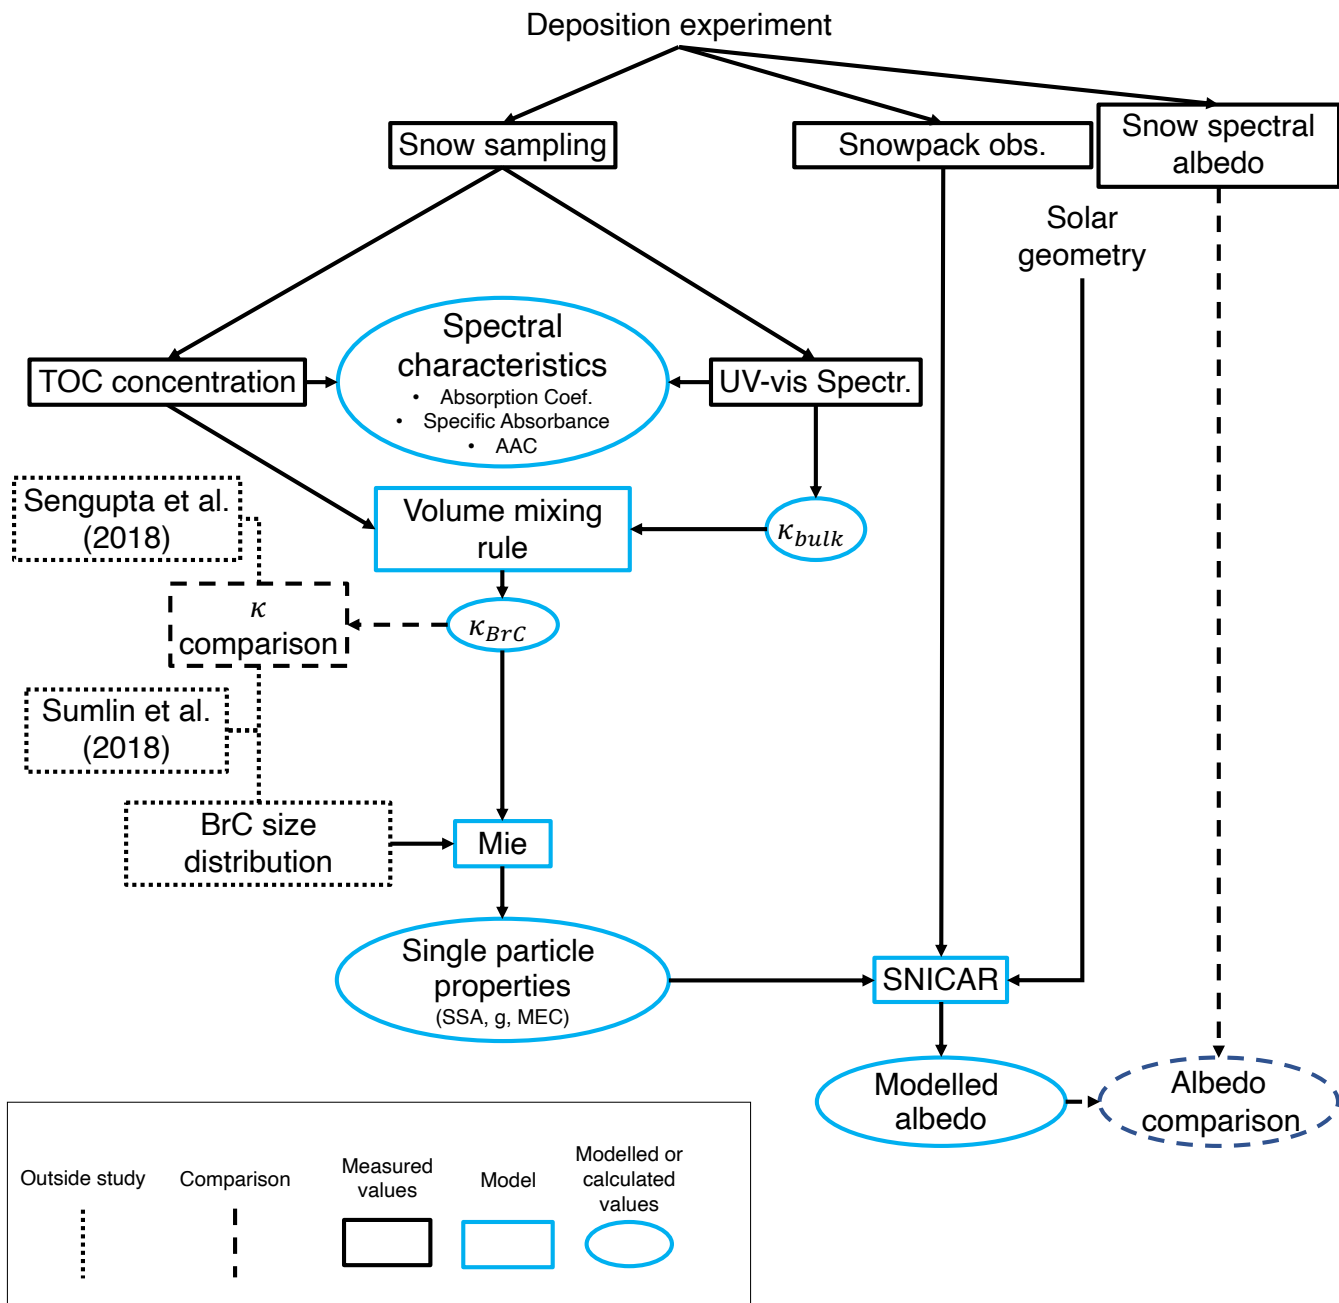 Deposition experiment
Snow sampling
Snowpack obs.
Snow spectral
albedo
Solar
geometry
Spectral
characteristics
• Absorption Coef.
• Specific Absorbance
• AAC
TOC concentration
UV-vis Spectr.
Sengupta et al.
(2018)
Volume mixing
rule
κbulk
κ
comparison
κBrC
Sumlin et al.
(2018)
BrC size
distribution
Mie
Single particle
properties
(SSA, g, MEC)
SNICAR
Modelled
albedo
Albedo
comparison
Outside study
Comparison
Measured
values
Model
Modelled or
calculated
values